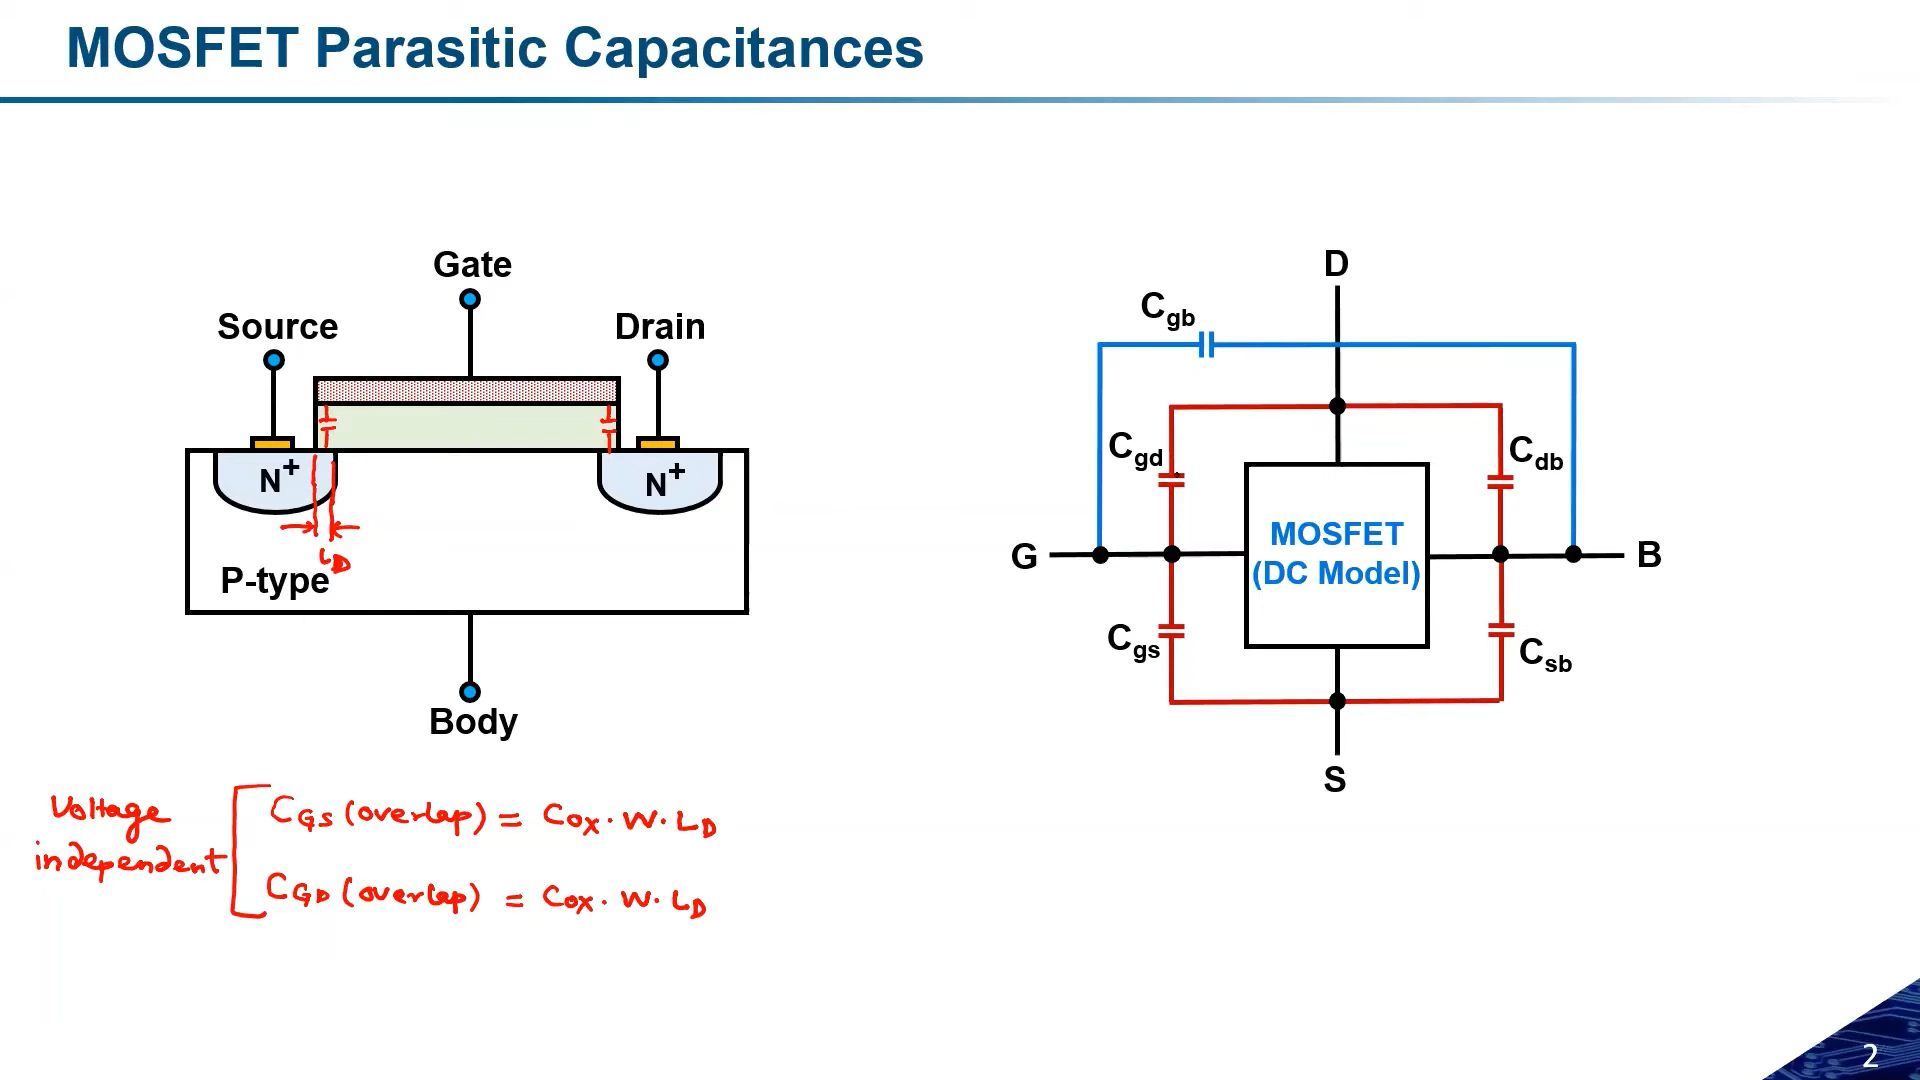 MOSFET Parasitic Capacitances
Gate
Source
Drain
N+
N+
LD
P-type
Body
D
Cgb
Cgd
Cdb
MOSFET
(DC Model)
G
B
Cgs
Csb
S
Voltage
independent
CGS (overlap) = Cox · W · LD
CGD (overlap) = Cox · W · LD
2